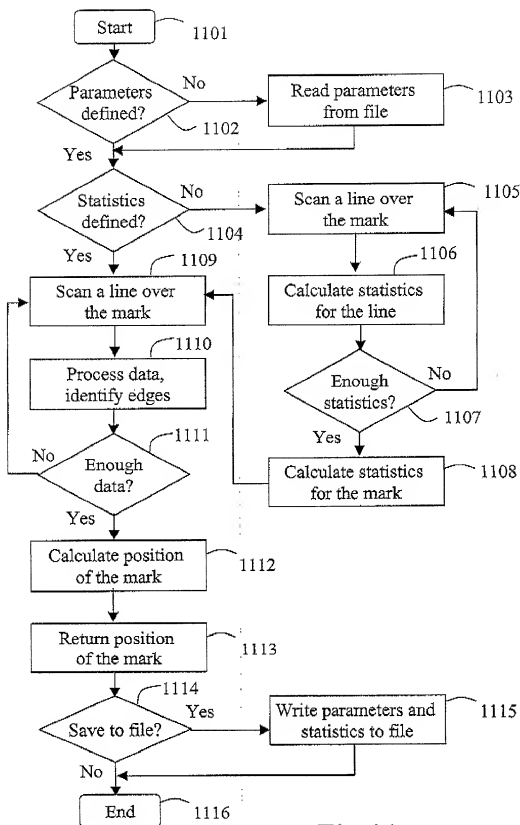 Start
1101
Parameters
defined?
No
1102
Read parameters
from file
1103
Yes
Statistics
defined?
No
1104
Scan a line over
the mark
1105
Yes
1109
Scan a line over
the mark
1106
Calculate statistics
for the line
1110
Process data,
identify edges
Enough
statistics?
No
1107
Yes
1111
Enough
data?
No
Yes
Calculate statistics
for the mark
1108
Calculate position
of the mark
1112
Return position
of the mark
1113
1114
Save to file?
Yes
Write parameters and
statistics to file
1115
No
End
1116